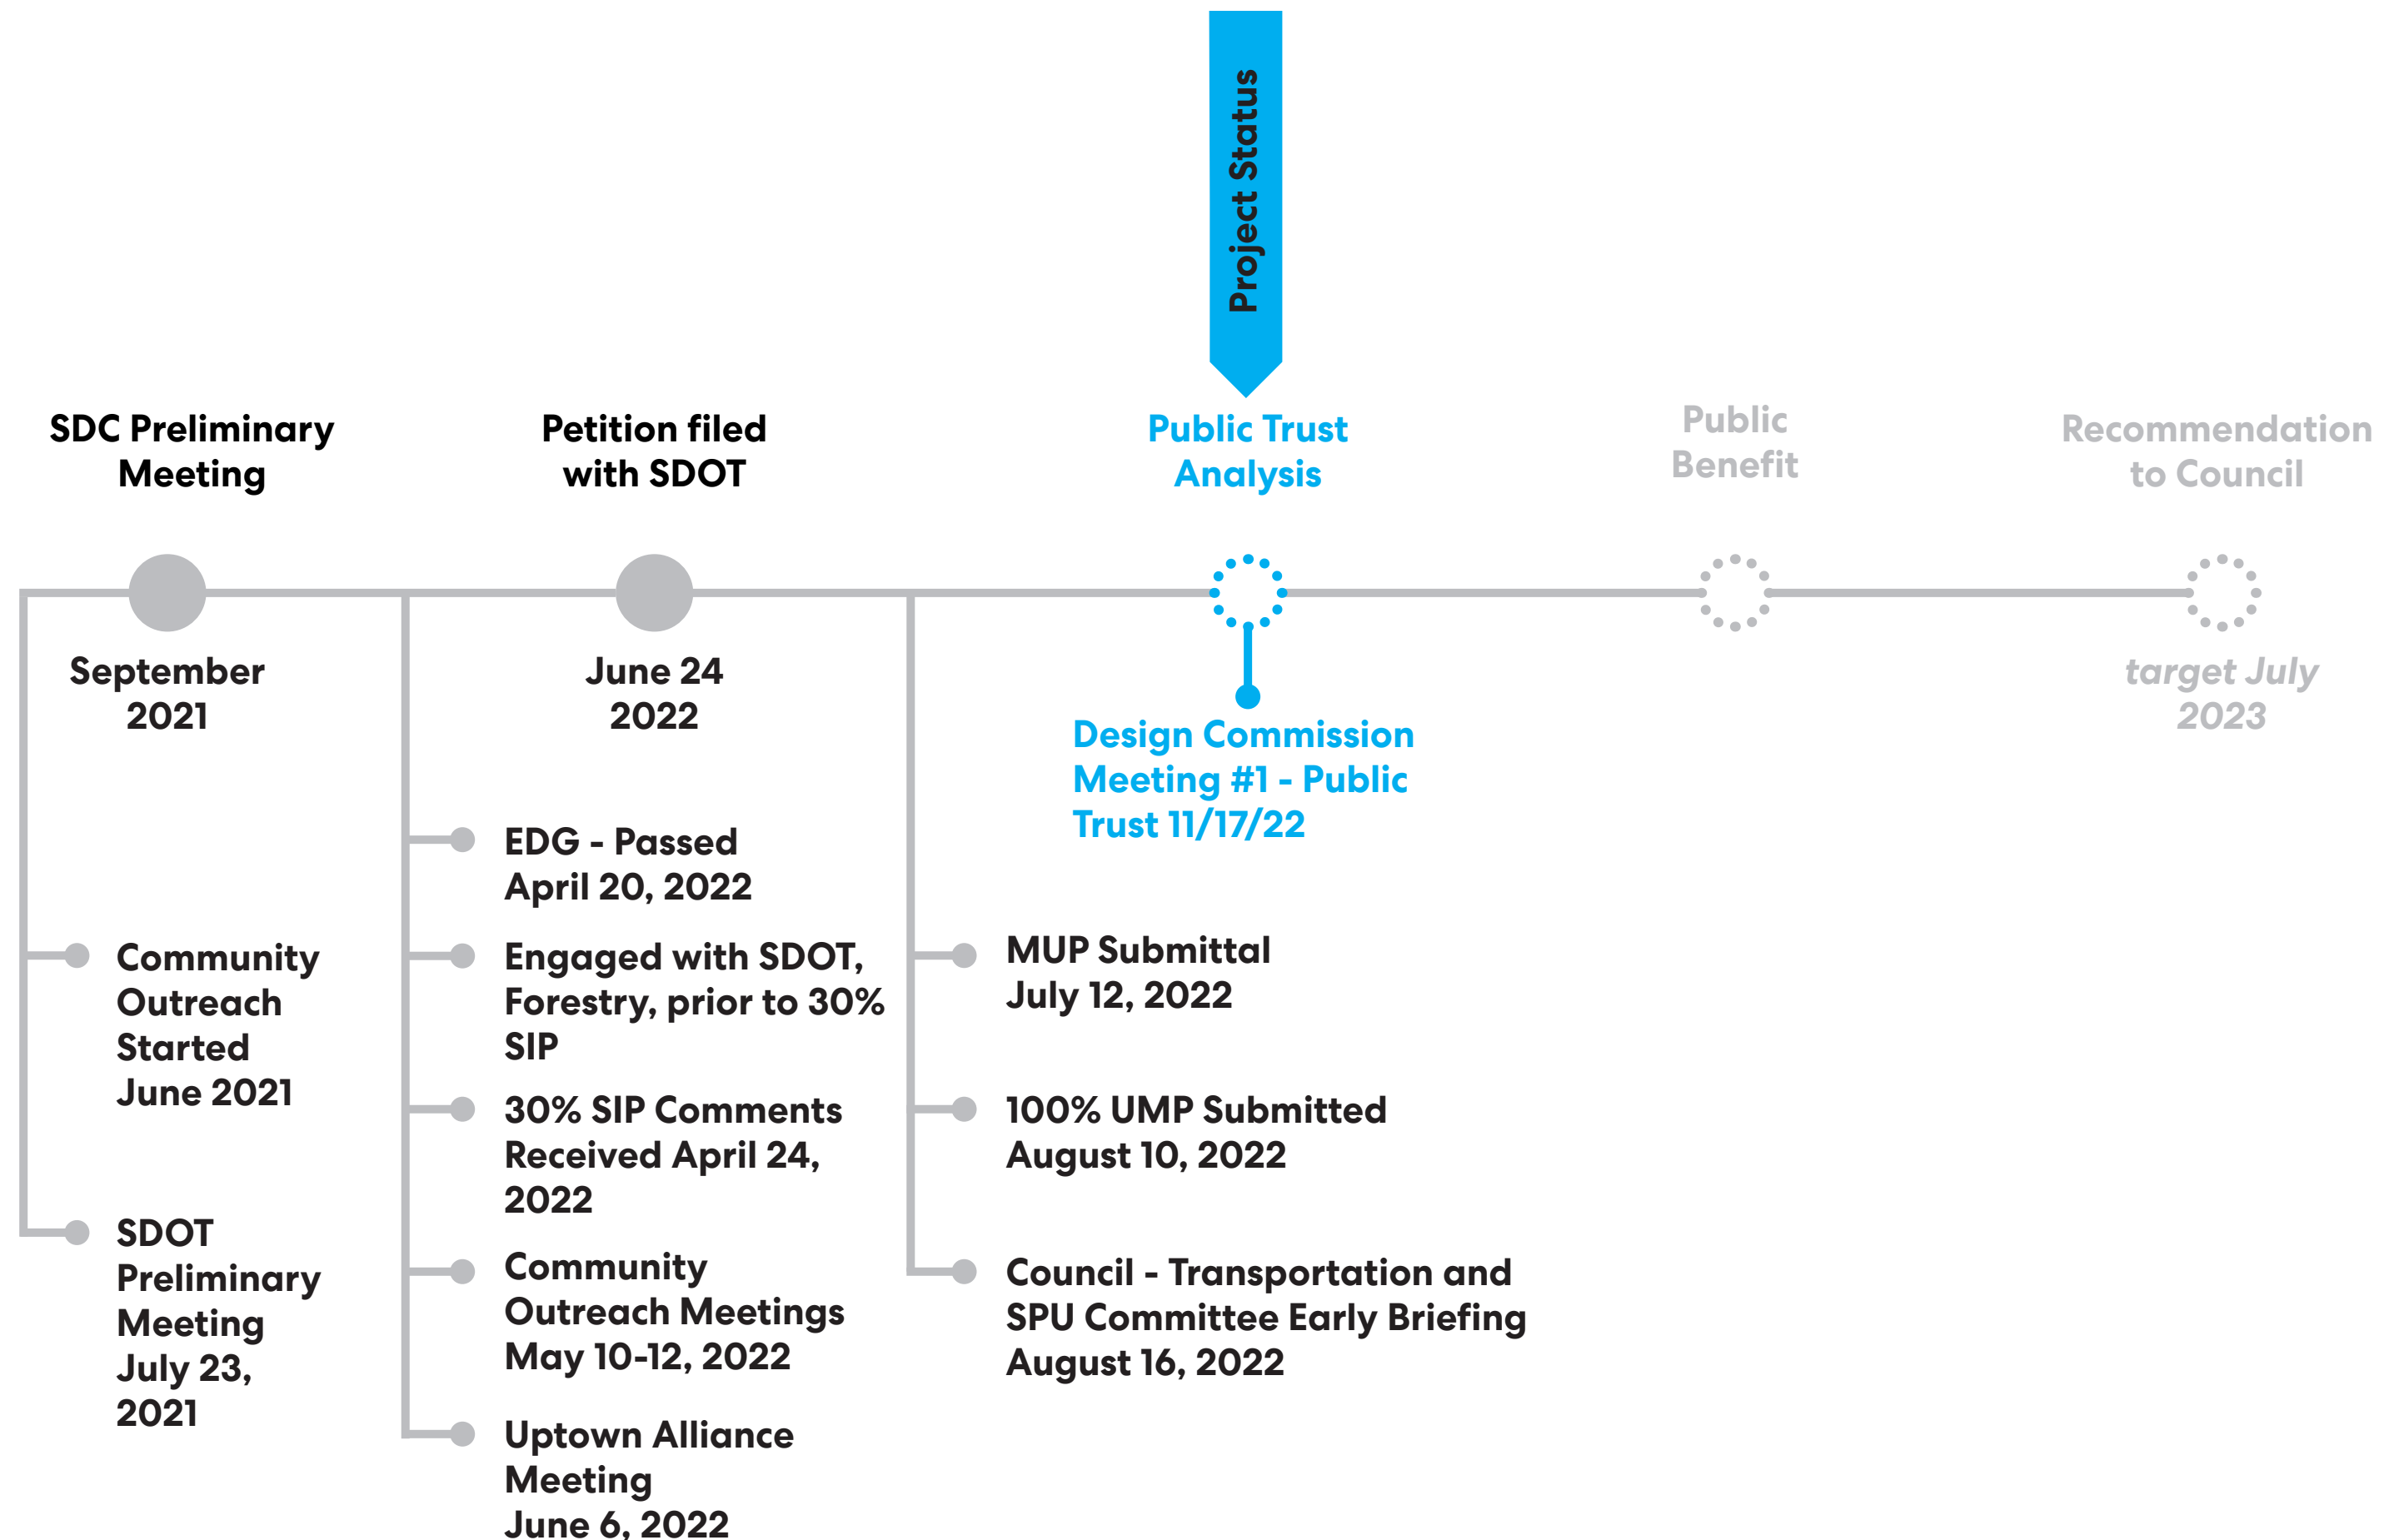 Project Status
SDC Preliminary
Meeting
Petition filed
with SDOT
Public Trust
Analysis
Public
Benefit
Recommendation
to Council
September
2021
June 24
2022
target July
2023
Design Commission
Meeting #1 - Public
Trust 11/17/22
Community
Outreach
Started
June 2021
SDOT
Preliminary
Meeting
July 23,
2021
EDG - Passed
April 20, 2022
Engaged with SDOT,
Forestry, prior to 30%
SIP
30% SIP Comments
Received April 24,
2022
Community
Outreach Meetings
May 10-12, 2022
Uptown Alliance
Meeting
June 6, 2022
MUP Submittal
July 12, 2022
100% UMP Submitted
August 10, 2022
Council - Transportation and
SPU Committee Early Briefing
August 16, 2022